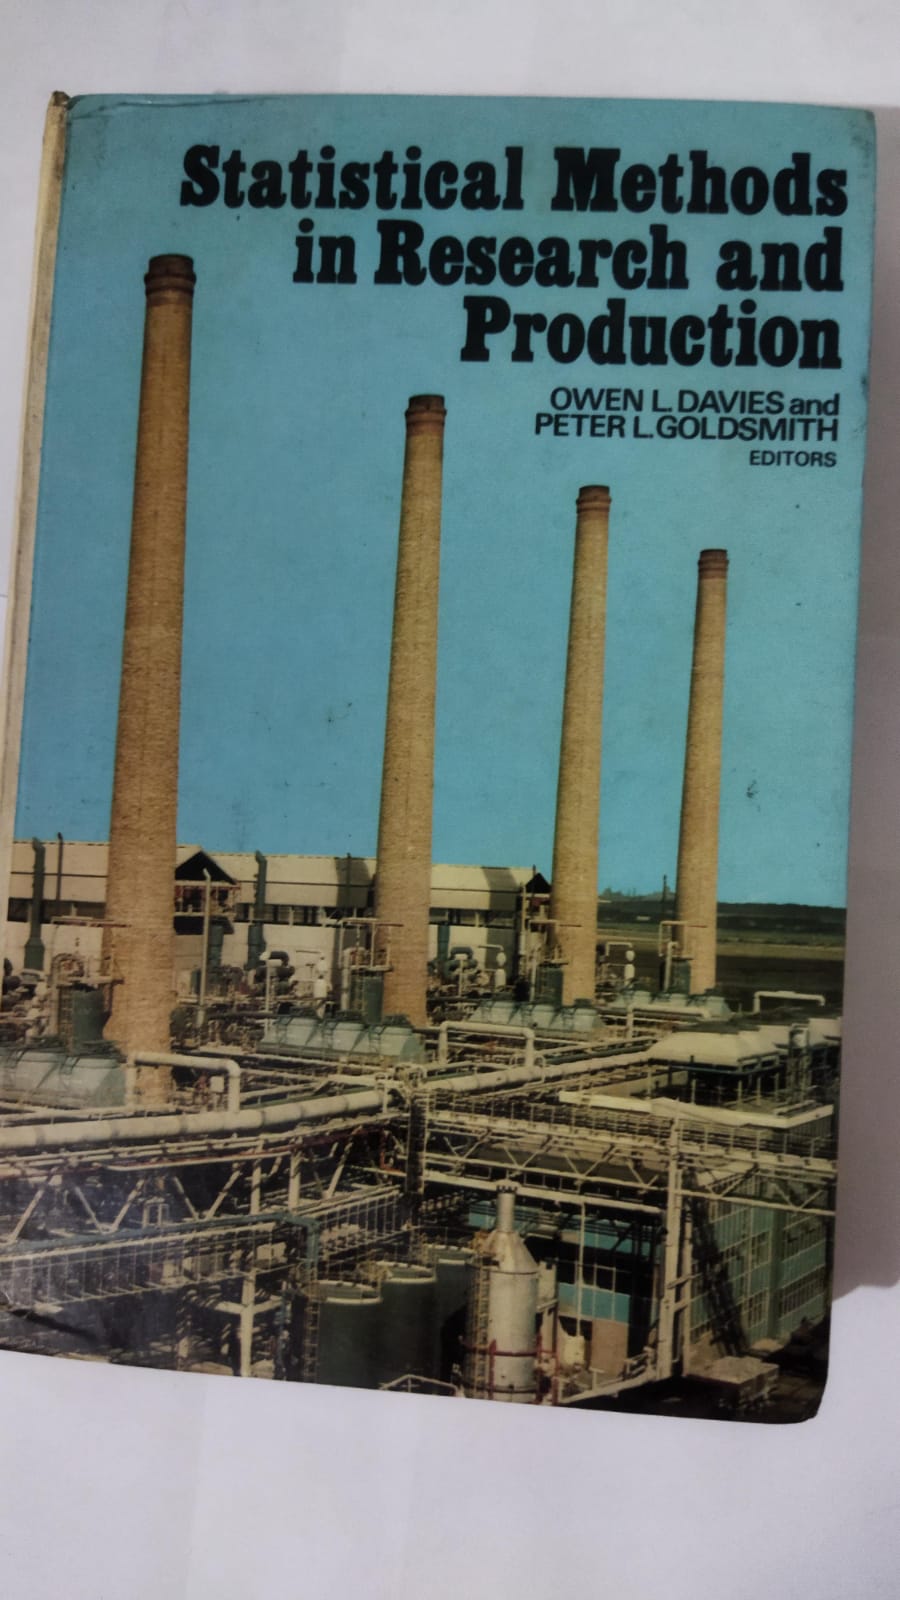 Statistical Methods
in Research and
Production
OWEN L. DAVIES and
PETER L. GOLDSMITH
EDITORS